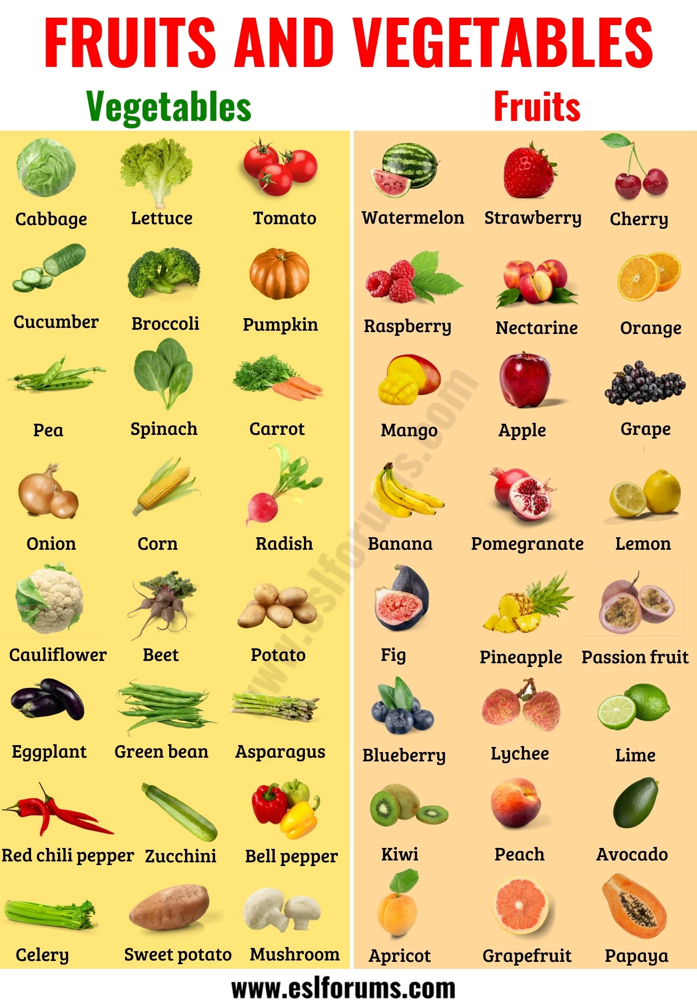 FRUITS AND VEGETABLES
Vegetables Fruits
Cabbage Lettuce Tomato Watermelon Strawberry Cherry
Cucumber Broccoli Pumpkin Raspberry Nectarine Orange
Pea Spinach Carrot Mango Apple Grape
Onion Corn Radish Banana Pomegranate Lemon
Cauliflower Beet Potato Fig Pineapple Passion fruit
Eggplant Green bean Asparagus Blueberry Lychee Lime
Red chili pepper Zucchini Bell pepper Kiwi Peach Avocado
Celery Sweet potato Mushroom Apricot Grapefruit Papaya
www.eslforums.com
www.eslforums.com